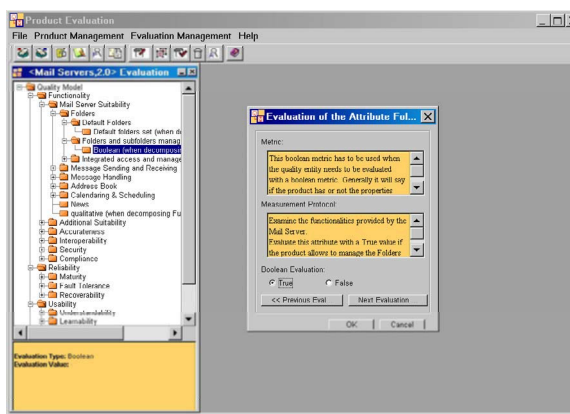 Product Evaluation
File Product Management Evaluation Management Help
<Mail Servers,2.0> Evaluation
Quality Model
Functionality
Mail Server Suitability
Folders
Default Folders
Default folders set (when de
Folders and subfolders manag
Boolean (when decomposin
Integrated access and manage
Message Sending and Receiving
Message Handling
Address Book
Calendaring & Scheduling
News
qualitative (when decomposing Fu
Additional Suitability
Accurateness
Interoperability
Security
Compliance
Reliability
Maturity
Fault Tolerance
Recoverability
Usability
Understandability
Learnability
Evaluation Type: Boolean
Evaluation Value:
Evaluation of the Attribute Fol...
Metric:
This boolean metric has to be used when
the quality entity needs to be evaluated
with a boolean metric. Generally it will say
if the product has or not the properties
Measurement Protocol:
Examine the functionalities provided by the
Mail Server.
Evaluate this attribute with a True value if
the product allows to manage the Folders
Boolean Evaluation:
True False
<< Previous Eval Next Evaluation
OK Cancel